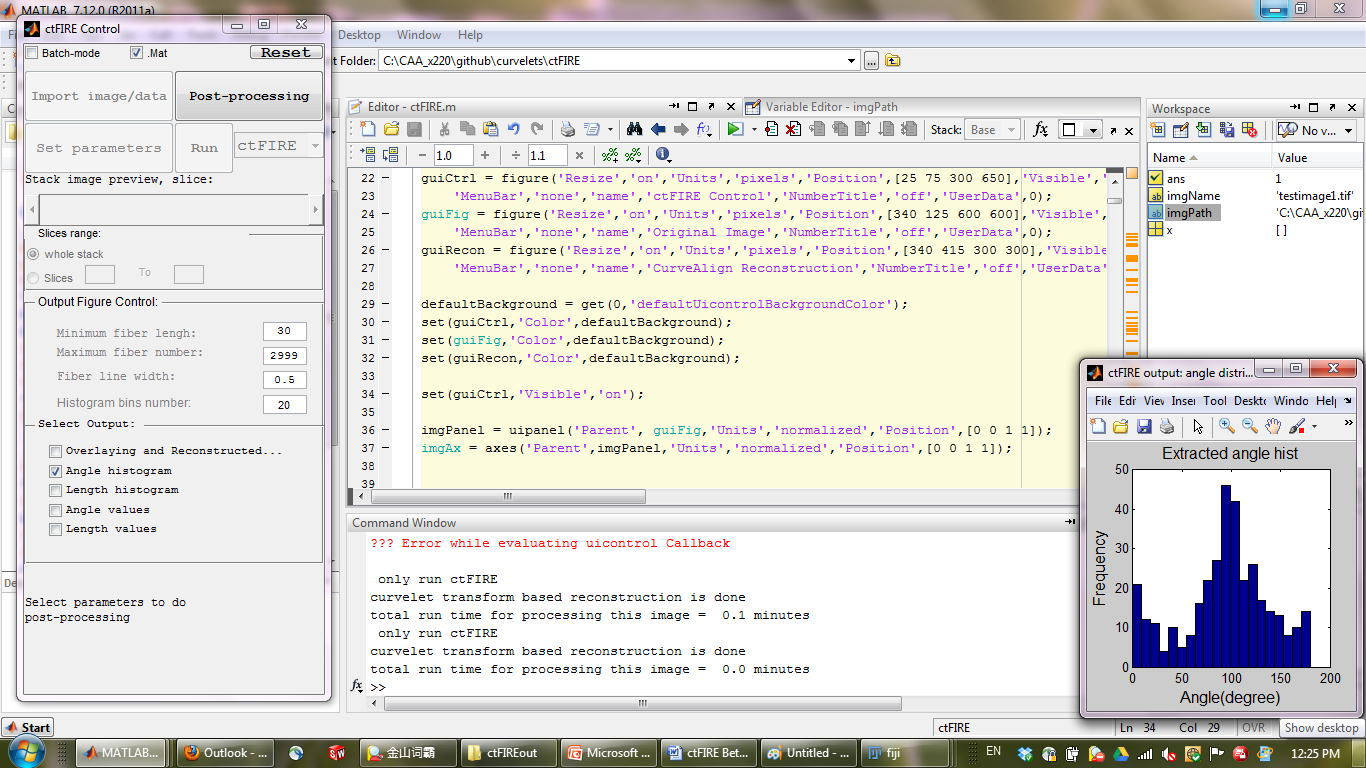 MATLAB 7.12.0 (R2011a)
ctFIRE Control
Batch-mode
.Mat
Reset
Import image/data
Post-processing
Set parameters
Run
ctFIRE
Stack image preview, slice:
Slices range:
whole stack
Slices
To
Output Figure Control:
Minimum fiber lengh:
30
Maximum fiber number:
2999
Fiber line width:
0.5
Histogram bins number:
20
Select Output:
Overlaying and Reconstructed...
Angle histogram
Length histogram
Angle values
Length values
Select parameters to do
post-processing
Desktop Window Help
t Folder: C:\CAA_x220\github\curvelets\ctFIRE
Editor - ctFIRE.m
Variable Editor - imgPath
Stack: Base
fx
− 1.0 + ÷ 1.1 ×
22 − guiCtrl = figure('Resize','on','Units','pixels','Position',[25 75 300 650],'Visible','
23 'MenuBar','none','name','ctFIRE Control','NumberTitle','off','UserData',0);
24 − guiFig = figure('Resize','on','Units','pixels','Position',[340 125 600 600],'Visible',
25 'MenuBar','none','name','Original Image','NumberTitle','off','UserData',0);
26 − guiRecon = figure('Resize','on','Units','pixels','Position',[340 415 300 300],'Visible
27 'MenuBar','none','name','CurveAlign Reconstruction','NumberTitle','off','UserData'
28
29 − defaultBackground = get(0,'defaultUicontrolBackgroundColor');
30 − set(guiCtrl,'Color',defaultBackground);
31 − set(guiFig,'Color',defaultBackground);
32 − set(guiRecon,'Color',defaultBackground);
33
34 − set(guiCtrl,'Visible','on');
35
36 − imgPanel = uipanel('Parent', guiFig,'Units','normalized','Position',[0 0 1 1]);
37 − imgAx = axes('Parent',imgPanel,'Units','normalized','Position',[0 0 1 1]);
38
39
Command Window
??? Error while evaluating uicontrol Callback
only run ctFIRE
curvelet transform based reconstruction is done
total run time for processing this image = 0.1 minutes
only run ctFIRE
curvelet transform based reconstruction is done
total run time for processing this image = 0.0 minutes
fx >>
Workspace
No v...
Name Value
ans 1
imgName 'testimage1.tif'
imgPath 'C:\CAA_x220\git
x []
ctFIRE output: angle distri...
File Edit View Inser Tool Deskto Windo Help
Extracted angle hist
Frequency
50
40
30
20
10
0
0 50 100 150 200
Angle(degree)
Start
ctFIRE
Ln 34 Col 29 OVR
Show desktop
MATLAB...
Outlook - ...
金山词霸
ctFIREout
Microsoft ...
ctFIRE Bet...
Untitled - ...
fiji
EN
12:25 PM